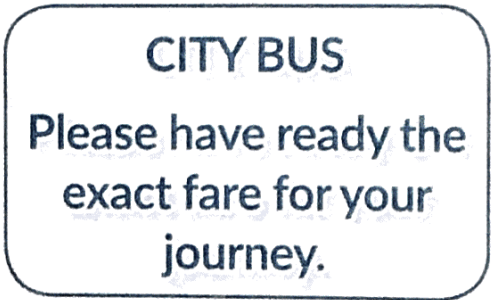 CITY BUS
Please have ready the
exact fare for your
journey.